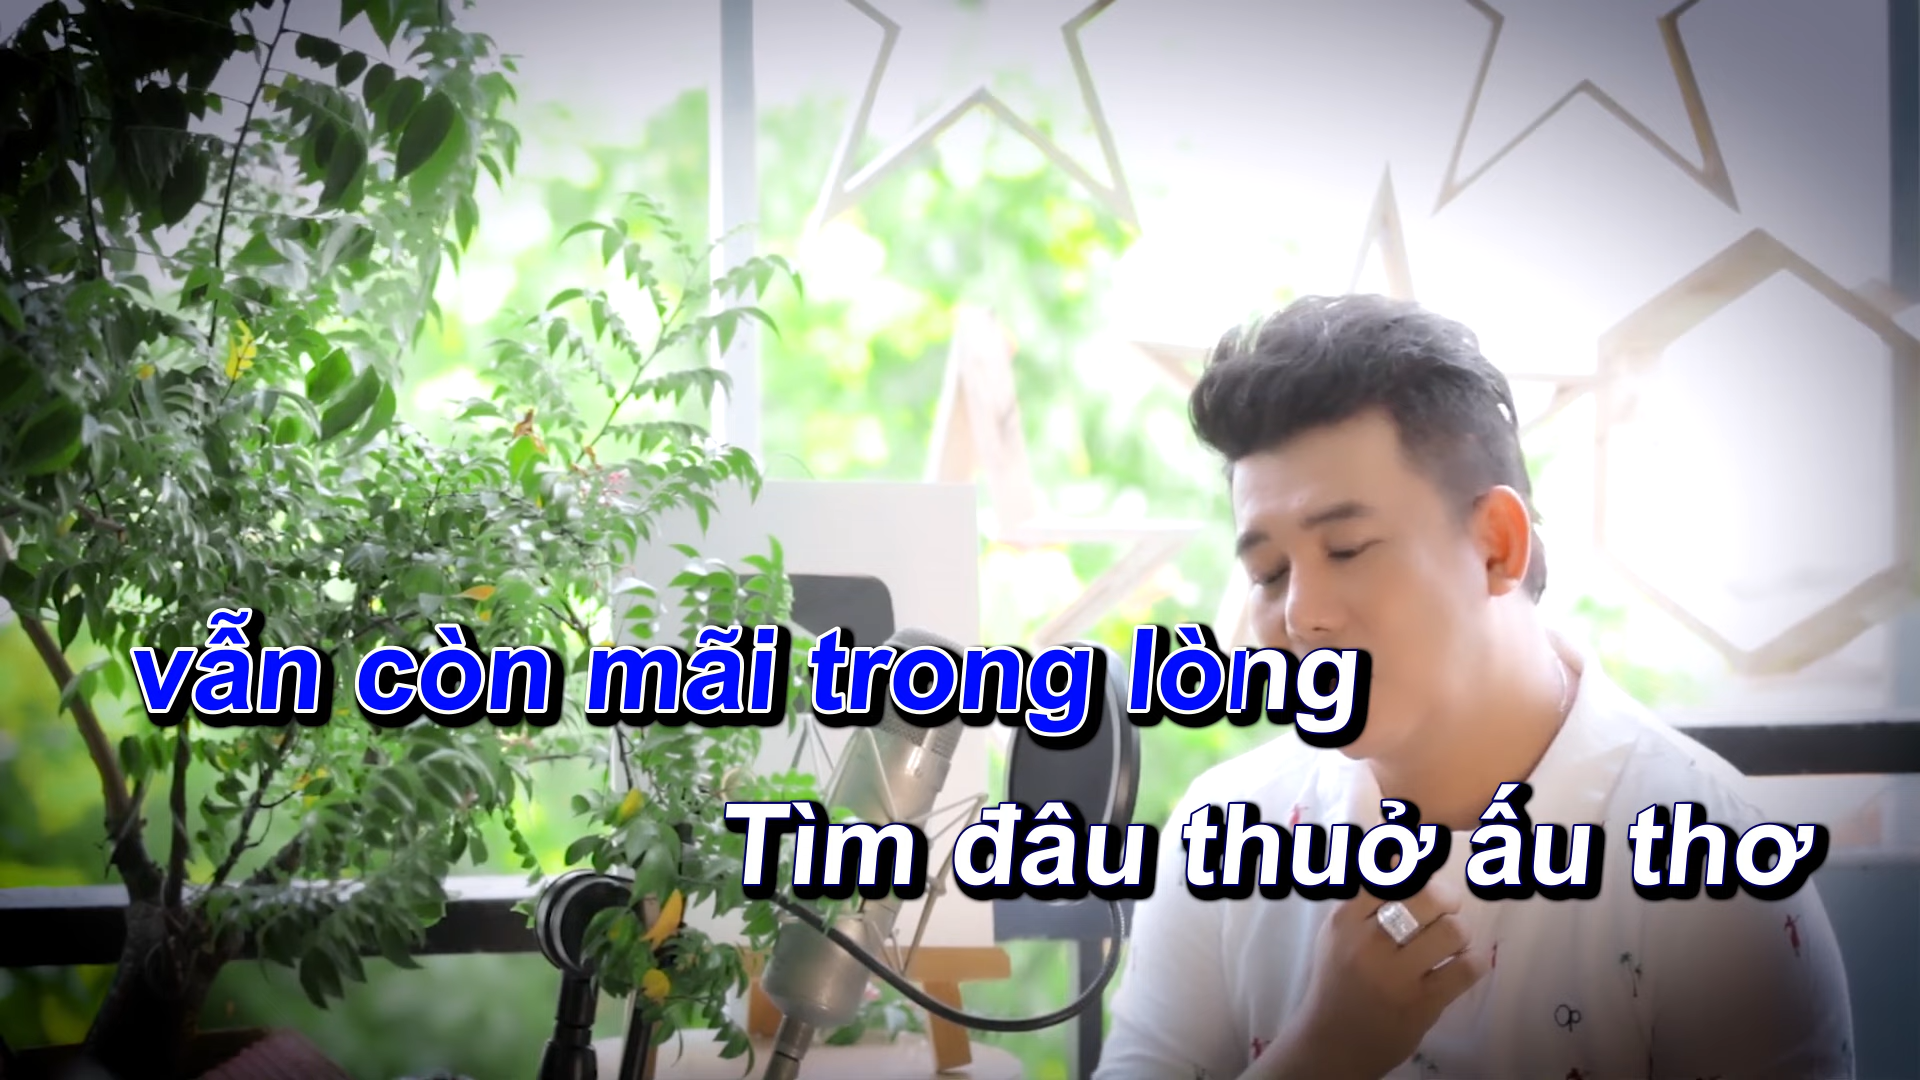 vẫn còn mãi trong lòng
Tìm đâu thuở ấu thơ